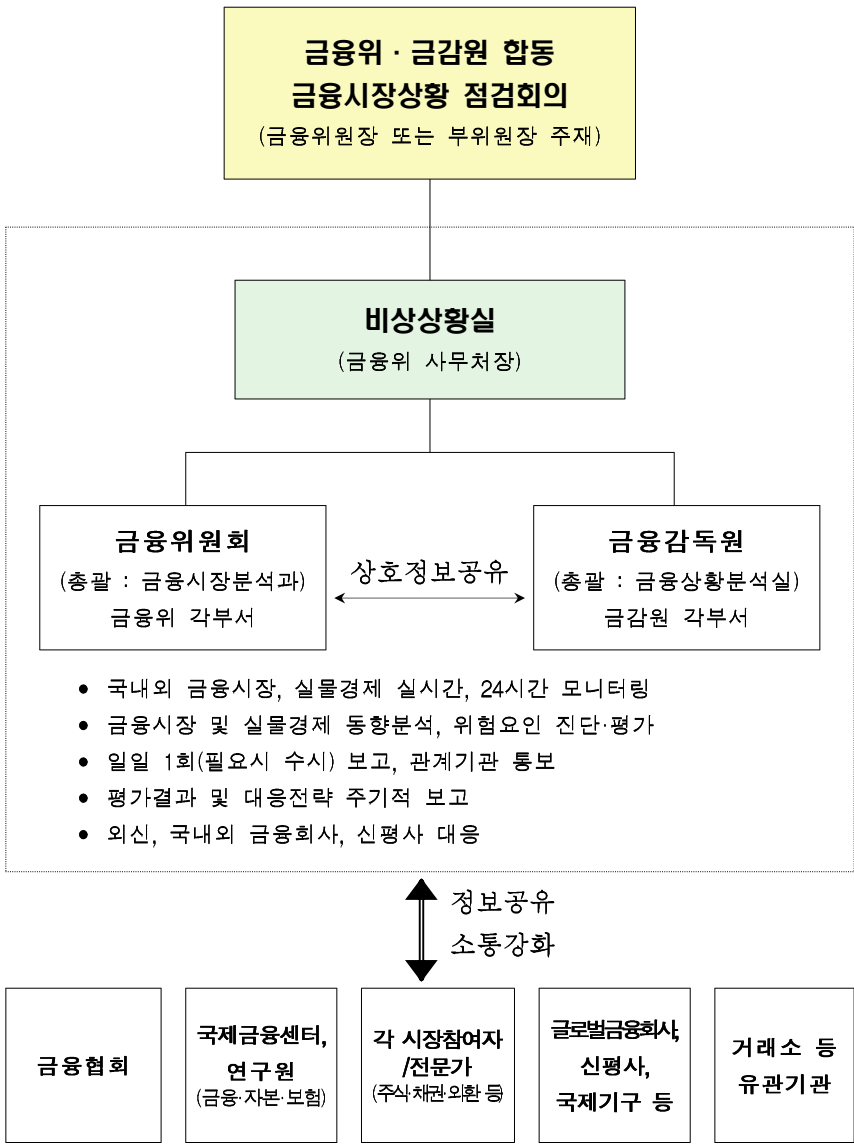 금융위 · 금감원 합동
금융시장상황 점검회의
(금융위원장 또는 부위원장 주재)
비상상황실
(금융위 사무처장)
금융위원회
(총괄 : 금융시장분석과)
금융위 각부서
상호정보공유
금융감독원
(총괄 : 금융상황분석실)
금감원 각부서
• 국내외 금융시장, 실물경제 실시간, 24시간 모니터링
• 금융시장 및 실물경제 동향분석, 위험요인 진단·평가
• 일일 1회(필요시 수시) 보고, 관계기관 통보
• 평가결과 및 대응전략 주기적 보고
• 외신, 국내외 금융회사, 신평사 대응
정보공유
소통강화
금융협회
국제금융센터,
연구원
(금융·자본·보험)
각 시장참여자
/전문가
(주식·채권·외환 등)
글로벌금융회사,
신평사,
국제기구 등
거래소 등
유관기관